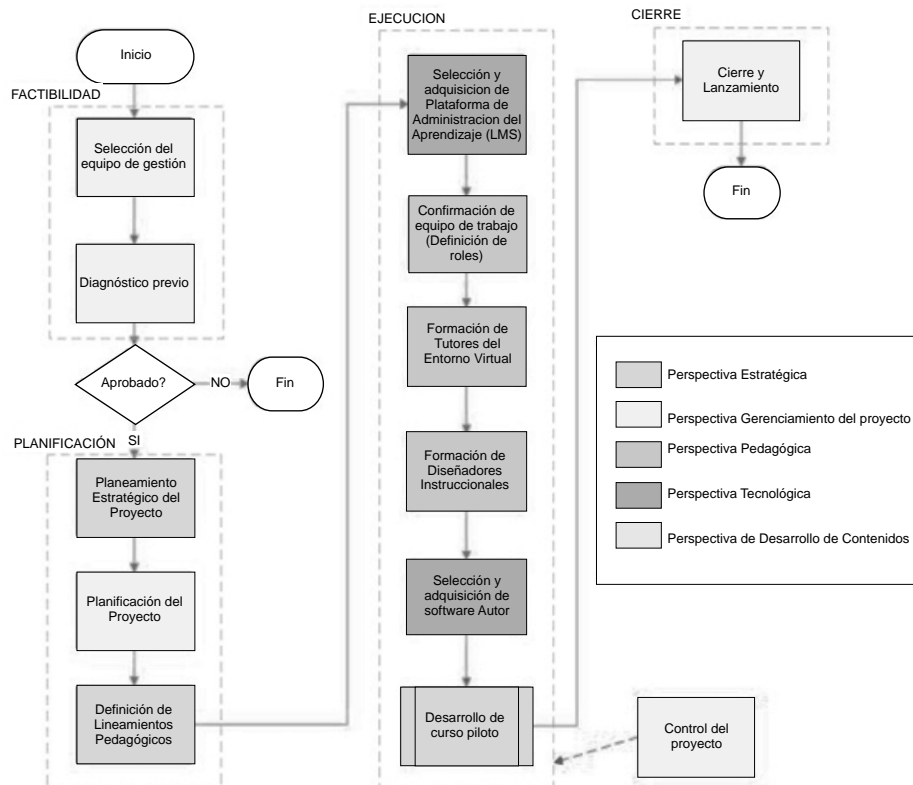 Inicio
FACTIBILIDAD
Selección del
equipo de gestión
Diagnóstico previo
Aprobado?
NO
Fin
SI
PLANIFICACIÓN
Planeamiento
Estratégico del
Proyecto
Planificación del
Proyecto
Definición de
Lineamientos
Pedagógicos
EJECUCION
Selección y
adquisicion de
Plataforma de
Administracion del
Aprendizaje (LMS)
Confirmación de
equipo de trabajo
(Definición de
roles)
Formación de
Tutores del
Entorno Virtual
Formación de
Diseñadores
Instruccionales
Selección y
adquisición de
software Autor
Desarrollo de
curso piloto
CIERRE
Cierre y
Lanzamiento
Fin
Perspectiva Estratégica
Perspectiva Gerenciamiento del proyecto
Perspectiva Pedagógica
Perspectiva Tecnológica
Perspectiva de Desarrollo de Contenidos
Control del
proyecto